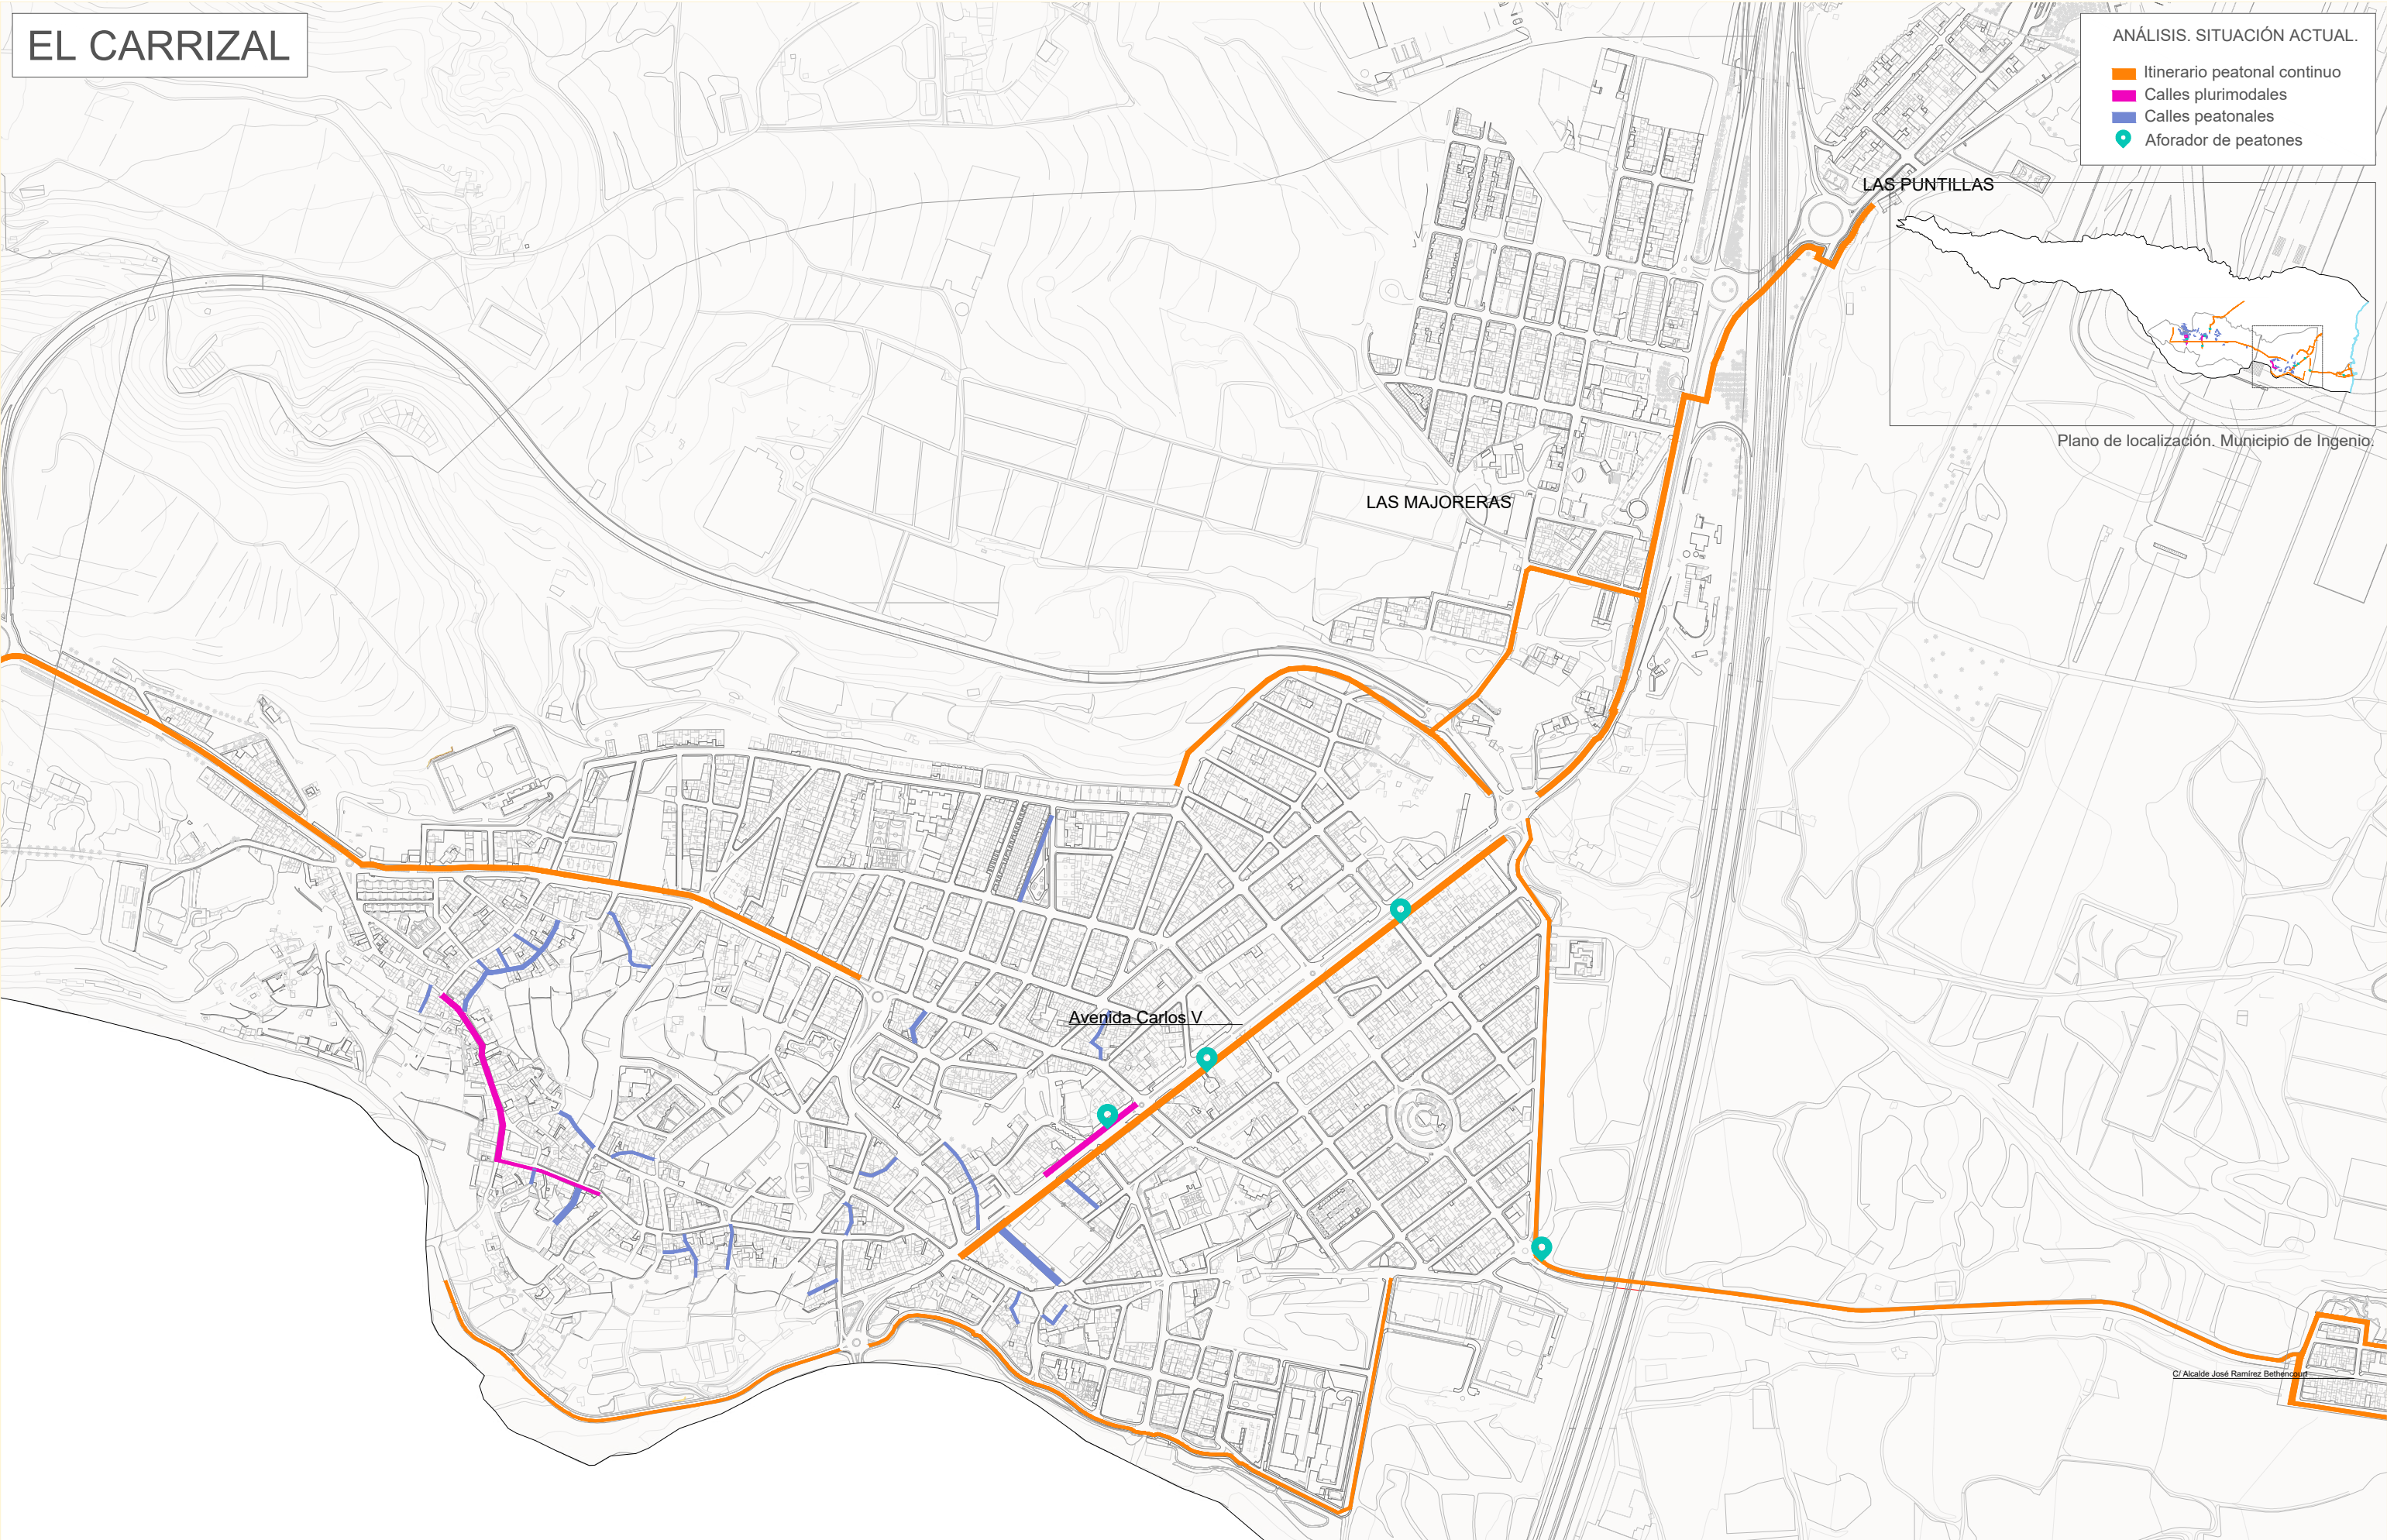 EL CARRIZAL
ANÁLISIS. SITUACIÓN ACTUAL.
Itinerario peatonal continuo
Calles plurimodales
Calles peatonales
Aforador de peatones
LAS PUNTILLAS
Plano de localización. Municipio de Ingenio.
LAS MAJORERAS
Avenida Carlos V
C/ Alcalde José Ramírez Bethencourt